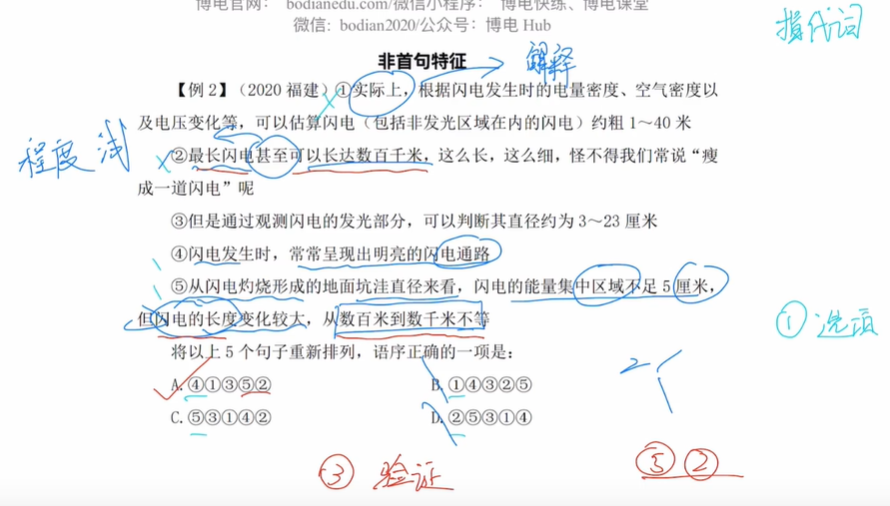 博电官网： bodianedu.com/微信小程序： 博电快练、博电课堂
微信: bodian2020/公众号：博电 Hub
指代词
非首句特征
解释
【例 2】（2020 福建）①实际上，根据闪电发生时的电量密度、空气密度以
及电压变化等，可以估算闪电（包括非发光区域在内的闪电）约粗 1～40 米
程度 浅
②最长闪电甚至可以长达数百千米，这么长，这么细，怪不得我们常说“瘦
成一道闪电”呢
③但是通过观测闪电的发光部分，可以判断其直径约为 3～23 厘米
④闪电发生时，常常呈现出明亮的闪电通路
⑤从闪电灼烧形成的地面坑洼直径来看，闪电的能量集中区域不足 5 厘米，
但闪电的长度变化较大，从数百米到数千米不等
① 选项
将以上 5 个句子重新排列，语序正确的一项是：
A. ④①③⑤②
B. ①④③②⑤
C. ⑤③①④②
D. ②⑤③①④
③ 验证
⑤ ②